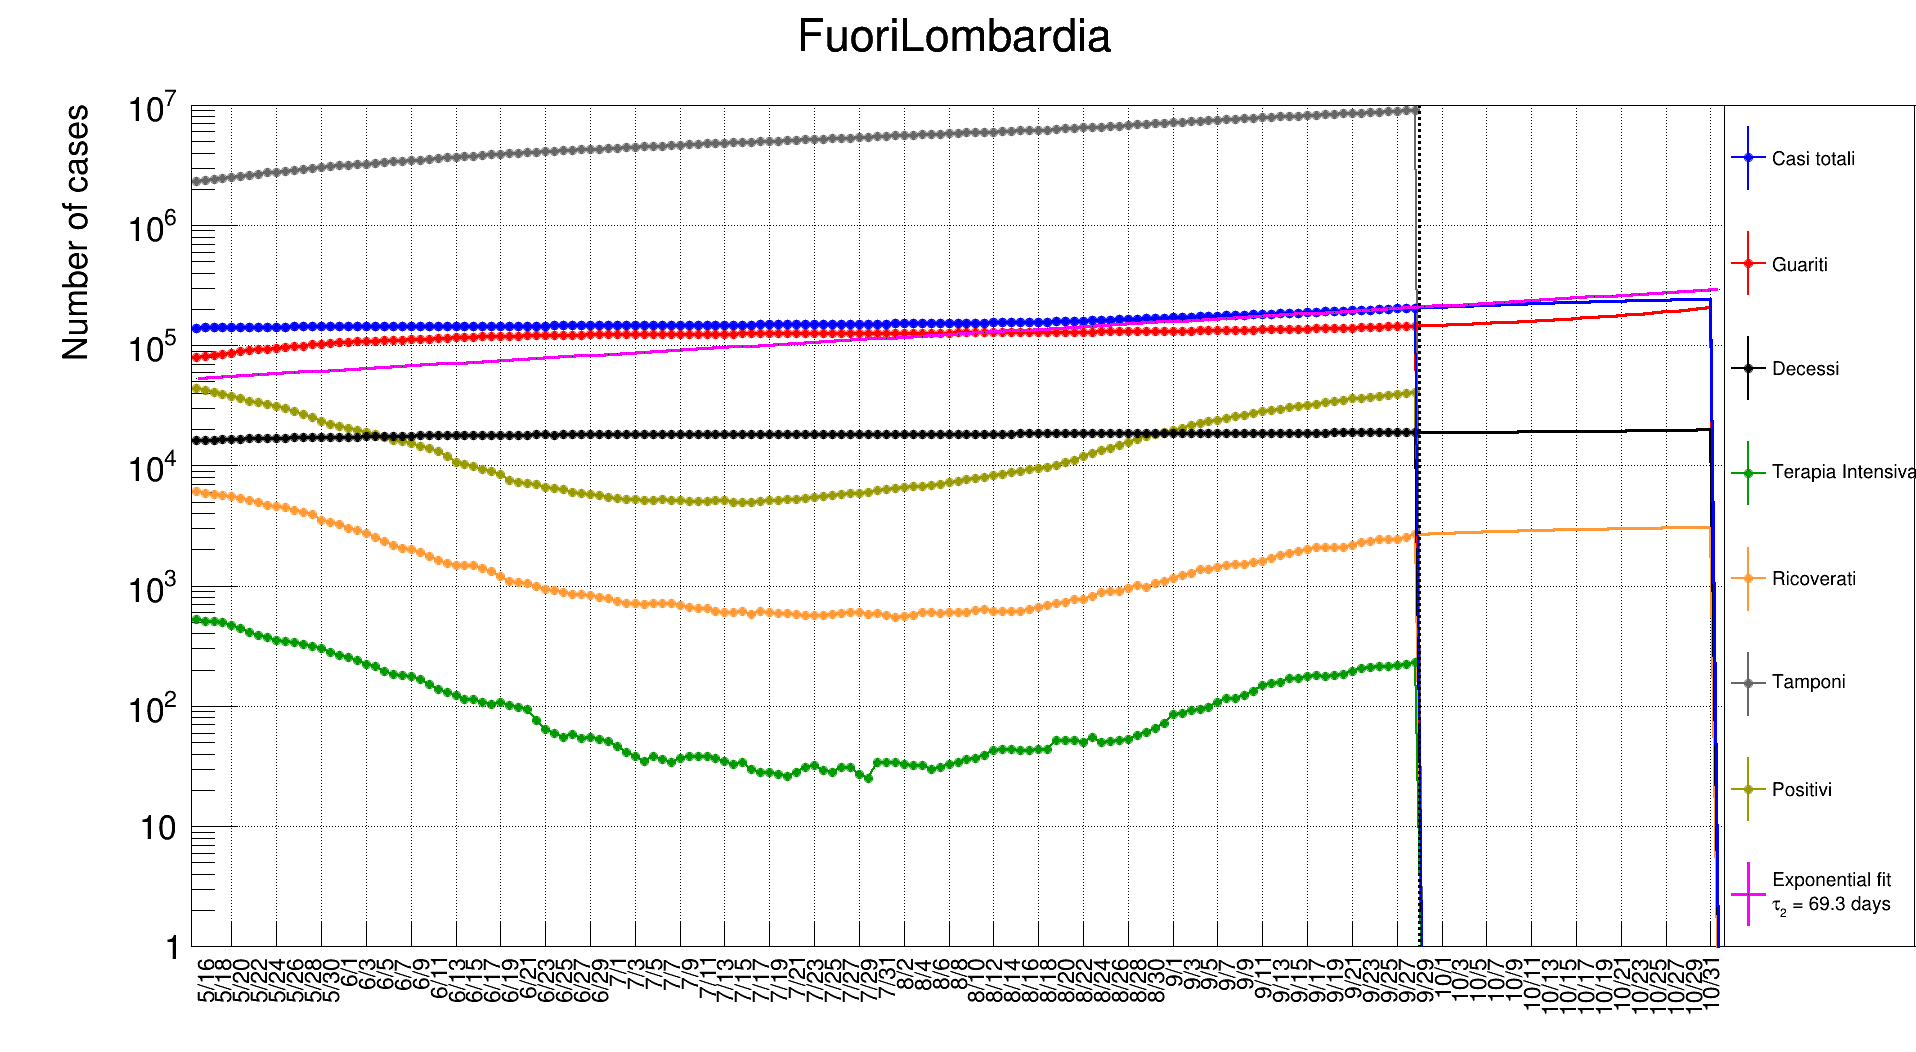 FuoriLombardia
Number of cases
10^7
10^6
10^5
10^4
10^3
10^2
10
1
5/16 5/18 5/20 5/22 5/24 5/26 5/28 5/30 6/1 6/3 6/5 6/7 6/9 6/11 6/13 6/15 6/17 6/19 6/21 6/23 6/25 6/27 6/29 7/1 7/3 7/5 7/7 7/9 7/11 7/13 7/15 7/17 7/19 7/21 7/23 7/25 7/27 7/29 7/31 8/2 8/4 8/6 8/8 8/10 8/12 8/14 8/16 8/18 8/20 8/22 8/24 8/26 8/28 8/30 9/1 9/3 9/5 9/7 9/9 9/11 9/13 9/15 9/17 9/19 9/21 9/23 9/25 9/27 9/29 10/1 10/3 10/5 10/7 10/9 10/11 10/13 10/15 10/17 10/19 10/21 10/23 10/25 10/27 10/29 10/31
Casi totali
Guariti
Decessi
Terapia Intensiva
Ricoverati
Tamponi
Positivi
Exponential fit
τ₂ = 69.3 days